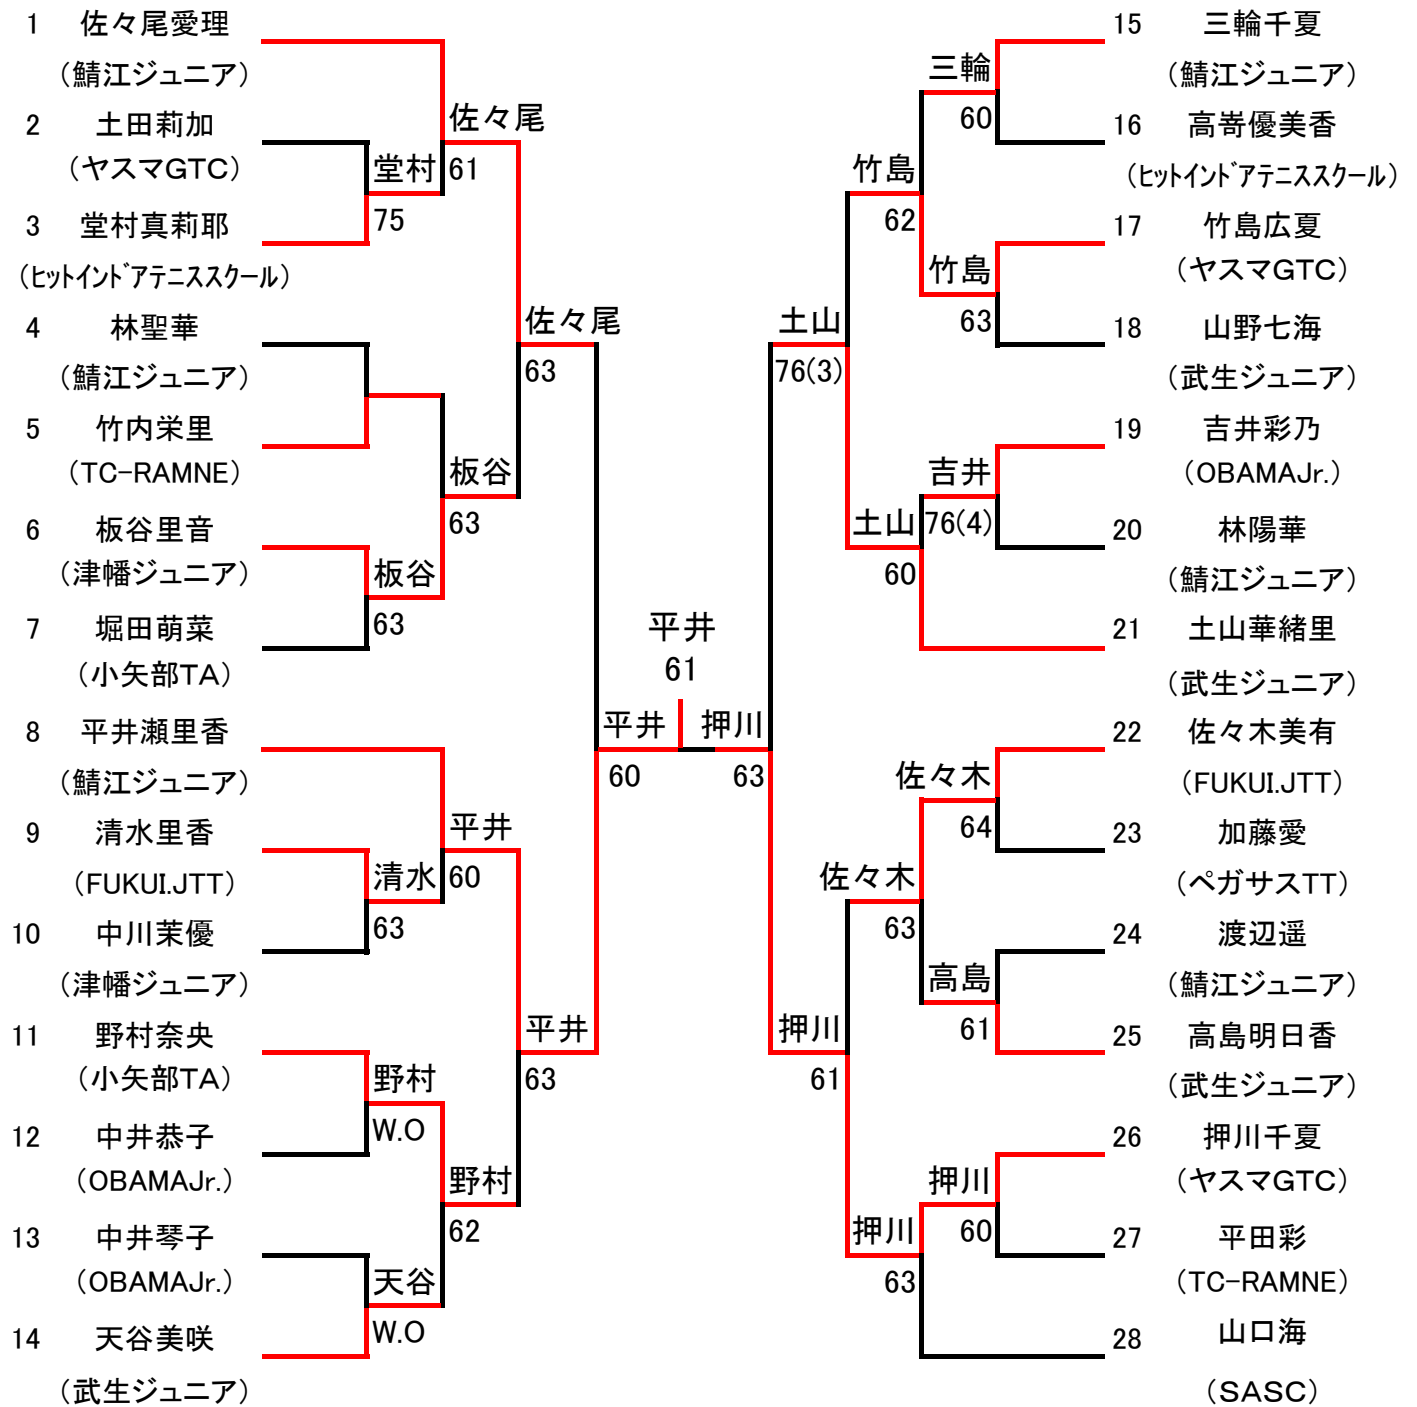 1 佐々尾愛理
（鯖江ジュニア）
2 土田莉加
（ヤスマGTC）
3 堂村真莉耶
（ヒットインドアテニススクール）
4 林聖華
（鯖江ジュニア）
5 竹内栄里
（TC-RAMNE）
6 板谷里音
（津幡ジュニア）
7 堀田萌菜
（小矢部TA）
8 平井瀬里香
（鯖江ジュニア）
9 清水里香
（FUKUI.JTT）
10 中川茉優
（津幡ジュニア）
11 野村奈央
（小矢部TA）
12 中井恭子
（OBAMAJr.）
13 中井琴子
（OBAMAJr.）
14 天谷美咲
（武生ジュニア）
堂村
75
板谷
63
清水
63
野村
W.O
天谷
W.O
佐々尾
61
板谷
63
平井
60
野村
62
佐々尾
63
平井
63
平井
60
平井
61
押川
63
土山
76(3)
押川
61
竹島
62
土山
60
佐々木
63
押川
63
三輪
60
竹島
63
吉井
76(4)
佐々木
64
高島
61
押川
60
15 三輪千夏
（鯖江ジュニア）
16 高嵜優美香
（ヒットインドアテニススクール）
17 竹島広夏
（ヤスマGTC）
18 山野七海
（武生ジュニア）
19 吉井彩乃
（OBAMAJr.）
20 林陽華
（鯖江ジュニア）
21 土山華緒里
（武生ジュニア）
22 佐々木美有
（FUKUI.JTT）
23 加藤愛
（ペガサスTT）
24 渡辺遥
（鯖江ジュニア）
25 高島明日香
（武生ジュニア）
26 押川千夏
（ヤスマGTC）
27 平田彩
（TC-RAMNE）
28 山口海
（SASC）